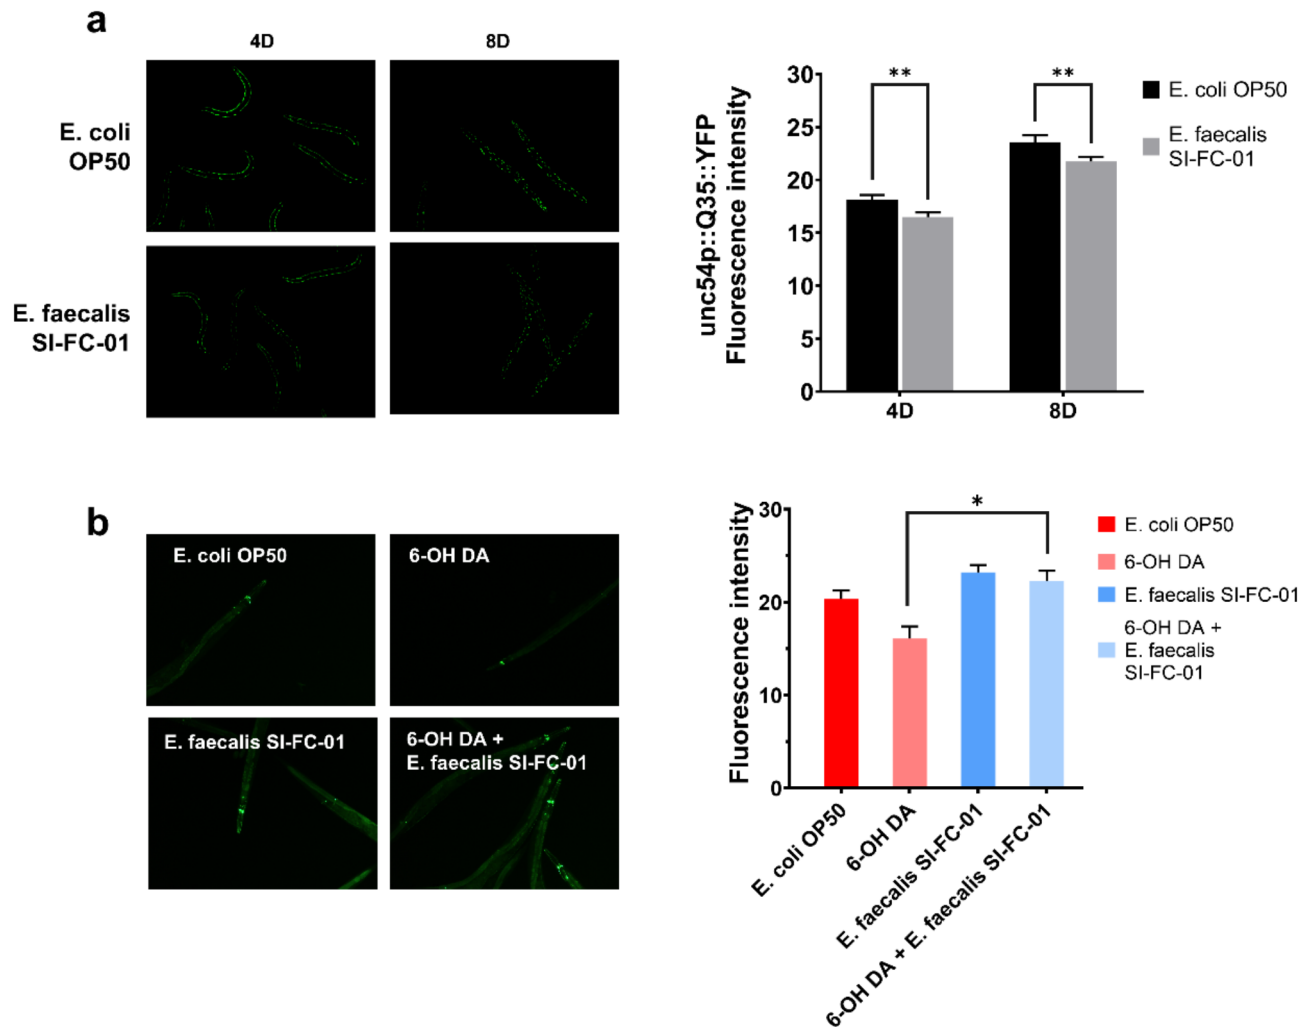 a
4D
8D
E. coli
OP50
E. faecalis
SI-FC-01
unc54p::Q35::YFP
Fluorescence intensity
30
25
20
15
10
5
0
**
**
4D
8D
E. coli OP50
E. faecalis
SI-FC-01
b
E. coli OP50
6-OH DA
E. faecalis SI-FC-01
6-OH DA +
E. faecalis SI-FC-01
Fluorescence intensity
30
20
10
0
*
E. coli OP50
6-OH DA
E. faecalis SI-FC-01
6-OH DA + E. faecalis SI-FC-01
E. coli OP50
6-OH DA
E. faecalis SI-FC-01
6-OH DA +
E. faecalis
SI-FC-01